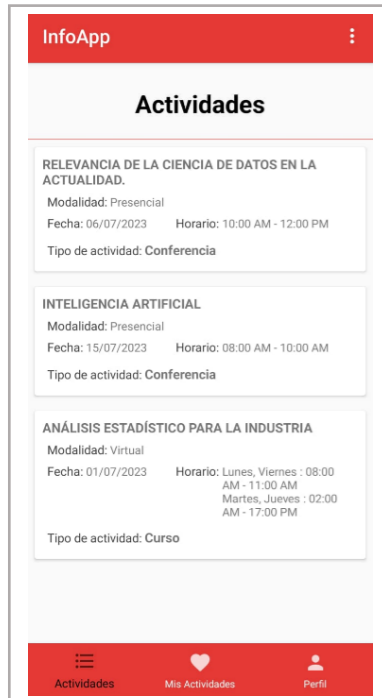 InfoApp
Actividades
RELEVANCIA DE LA CIENCIA DE DATOS EN LA
ACTUALIDAD.
Modalidad: Presencial
Fecha: 06/07/2023 Horario: 10:00 AM - 12:00 PM
Tipo de actividad: Conferencia
INTELIGENCIA ARTIFICIAL
Modalidad: Presencial
Fecha: 15/07/2023 Horario: 08:00 AM - 10:00 AM
Tipo de actividad: Conferencia
ANÁLISIS ESTADÍSTICO PARA LA INDUSTRIA
Modalidad: Virtual
Fecha: 01/07/2023 Horario: Lunes, Viernes : 08:00
AM - 11:00 AM
Martes, Jueves : 02:00
AM - 17:00 PM
Tipo de actividad: Curso
Actividades Mis Actividades Perfil